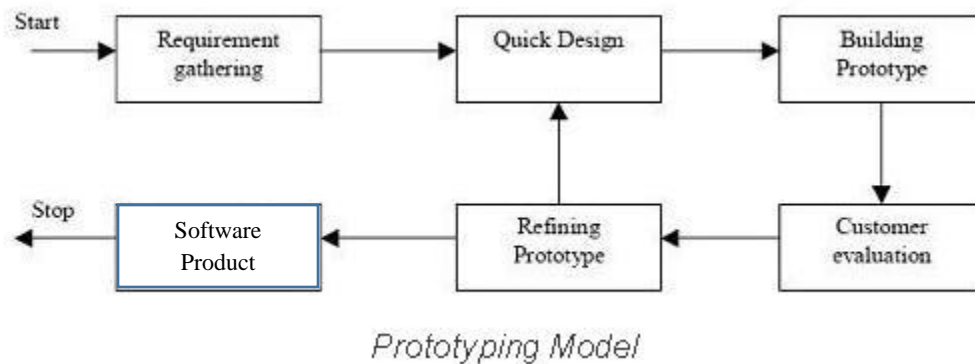 Start
Requirement
gathering
Quick Design
Building
Prototype
Stop
Software
Product
Refining
Prototype
Customer
evaluation
Prototyping Model